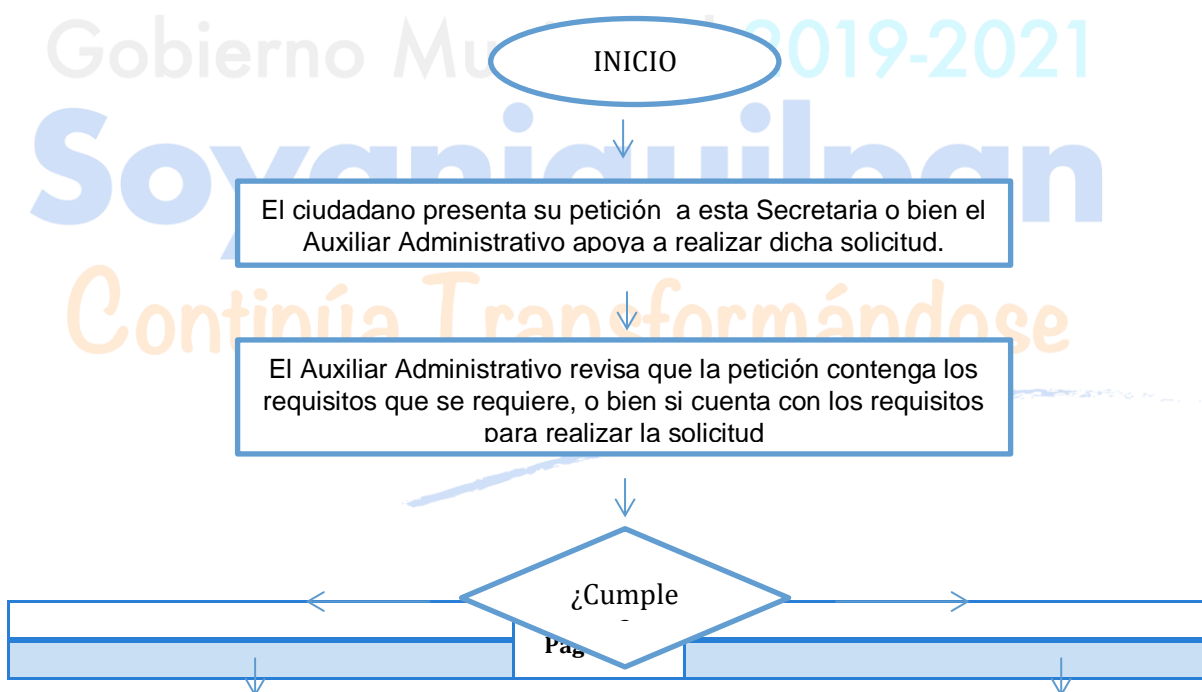 Gobierno Mu 2019-2021
INICIO
Soyaniquilpan
El ciudadano presenta su petición a esta Secretaria o bien el
Auxiliar Administrativo apoya a realizar dicha solicitud.
Continúa Transformándose
El Auxiliar Administrativo revisa que la petición contenga los
requisitos que se requiere, o bien si cuenta con los requisitos
para realizar la solicitud
¿Cumple
Pág